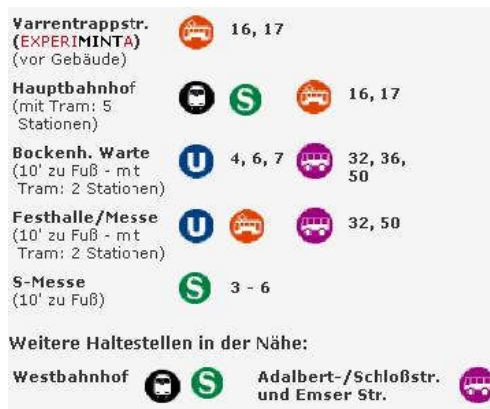 Varrentrappstr.
(EXPERIMINTA)
(vor Gebäude)
16, 17
Hauptbahnhof
(mit Tram: 5
Stationen)
S
16, 17
Bockenh. Warte
(10' zu Fuß - mit
Tram: 2 Stationen)
U
4, 6, 7
32, 36,
50
Festhalle/Messe
(10' zu Fuß - mit
Tram: 2 Stationen)
U
32, 50
S-Messe
(10' zu Fuß)
S
3 - 6
Weitere Haltestellen in der Nähe:
Westbahnhof
S
Adalbert-/Schloßstr.
und Emser Str.